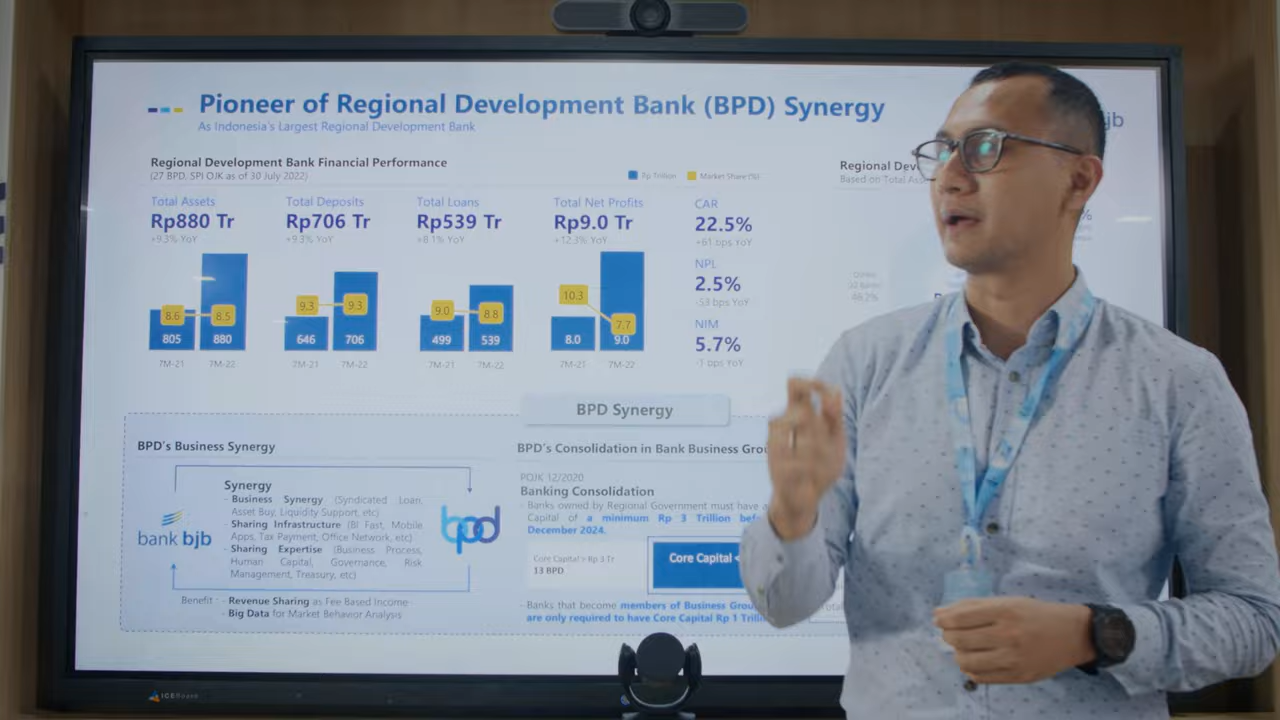 Pioneer of Regional Development Bank (BPD) Synergy
As Indonesia's Largest Regional Development Bank
jb
Regional Development Bank Financial Performance
(27 BPD, SPI OJK as of 30 July 2022)
Rp Trillion
Market Share (%)
Total Assets
Rp880 Tr
+9.3% YoY
8.6
8.5
805
880
7M-21
7M-22
Total Deposits
Rp706 Tr
+9.3% YoY
9.3
9.3
646
706
7M-21
7M-22
Total Loans
Rp539 Tr
+8.1% YoY
9.0
8.8
499
539
7M-21
7M-22
Total Net Profits
Rp9.0 Tr
+12.3% YoY
10.3
7.7
8.0
9.0
7M-21
7M-22
CAR
22.5%
+61 bps YoY
NPL
2.5%
-53 bps YoY
NIM
5.7%
-7 bps YoY
Regional Dev
Based on Total Ass
%
BPD Synergy
BPD's Business Synergy
Synergy
- Business Synergy (Syndicated Loan,
Asset Buy, Liquidity Support, etc)
- Sharing Infrastructure (BI Fast, Mobile
Apps, Tax Payment, Office Network, etc)
- Sharing Expertise (Business Process,
Human Capital, Governance, Risk
Management, Treasury, etc)
bank bjb
bpd
Benefit : - Revenue Sharing as Fee Based Income
- Big Data for Market Behavior Analysis
BPD's Consolidation in Bank Business Grou
POJK 12/2020
Banking Consolidation
- Banks owned by Regional Government must have a
Capital of a minimum Rp 3 Trillion bef
December 2024.
Core Capital > Rp 3 Tr
13 BPD
Core Capital <
- Banks that become members of Business Grou
are only required to have Core Capital Rp 1 Trilli
Total
ICEBoard